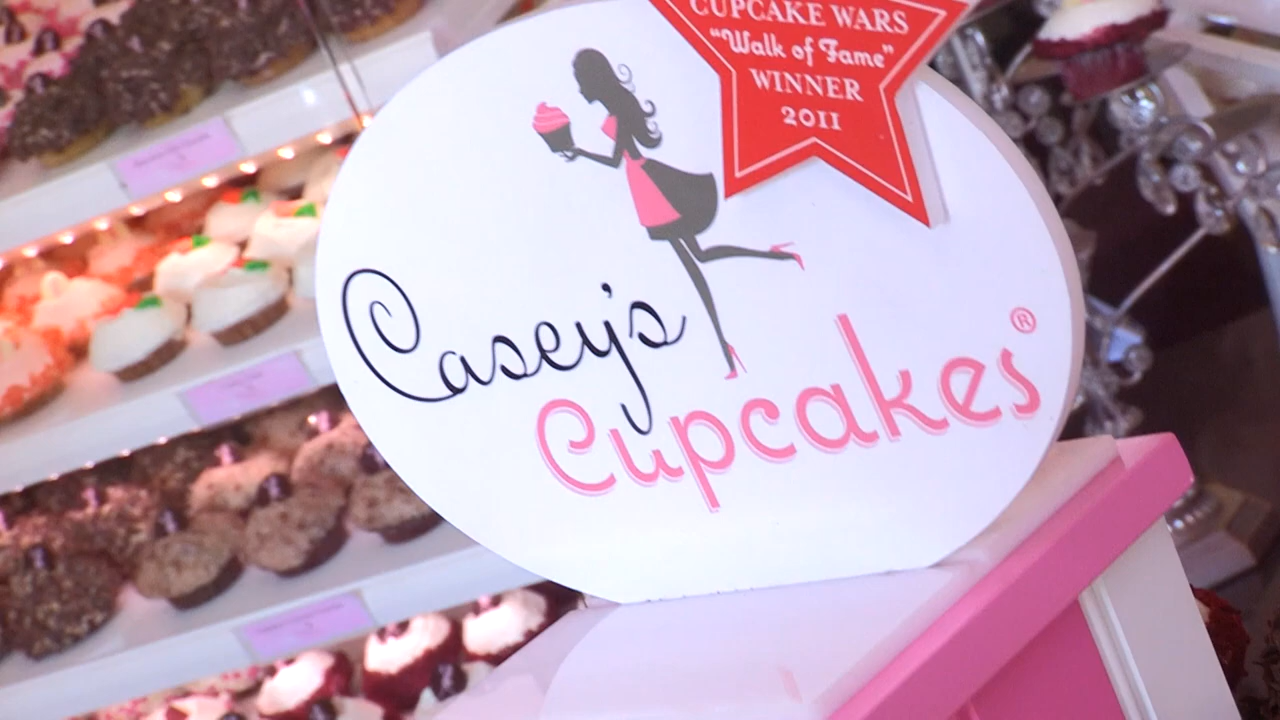 CUPCAKE WARS
"Walk of Fame"
WINNER
2011
Casey's
Cupcakes®